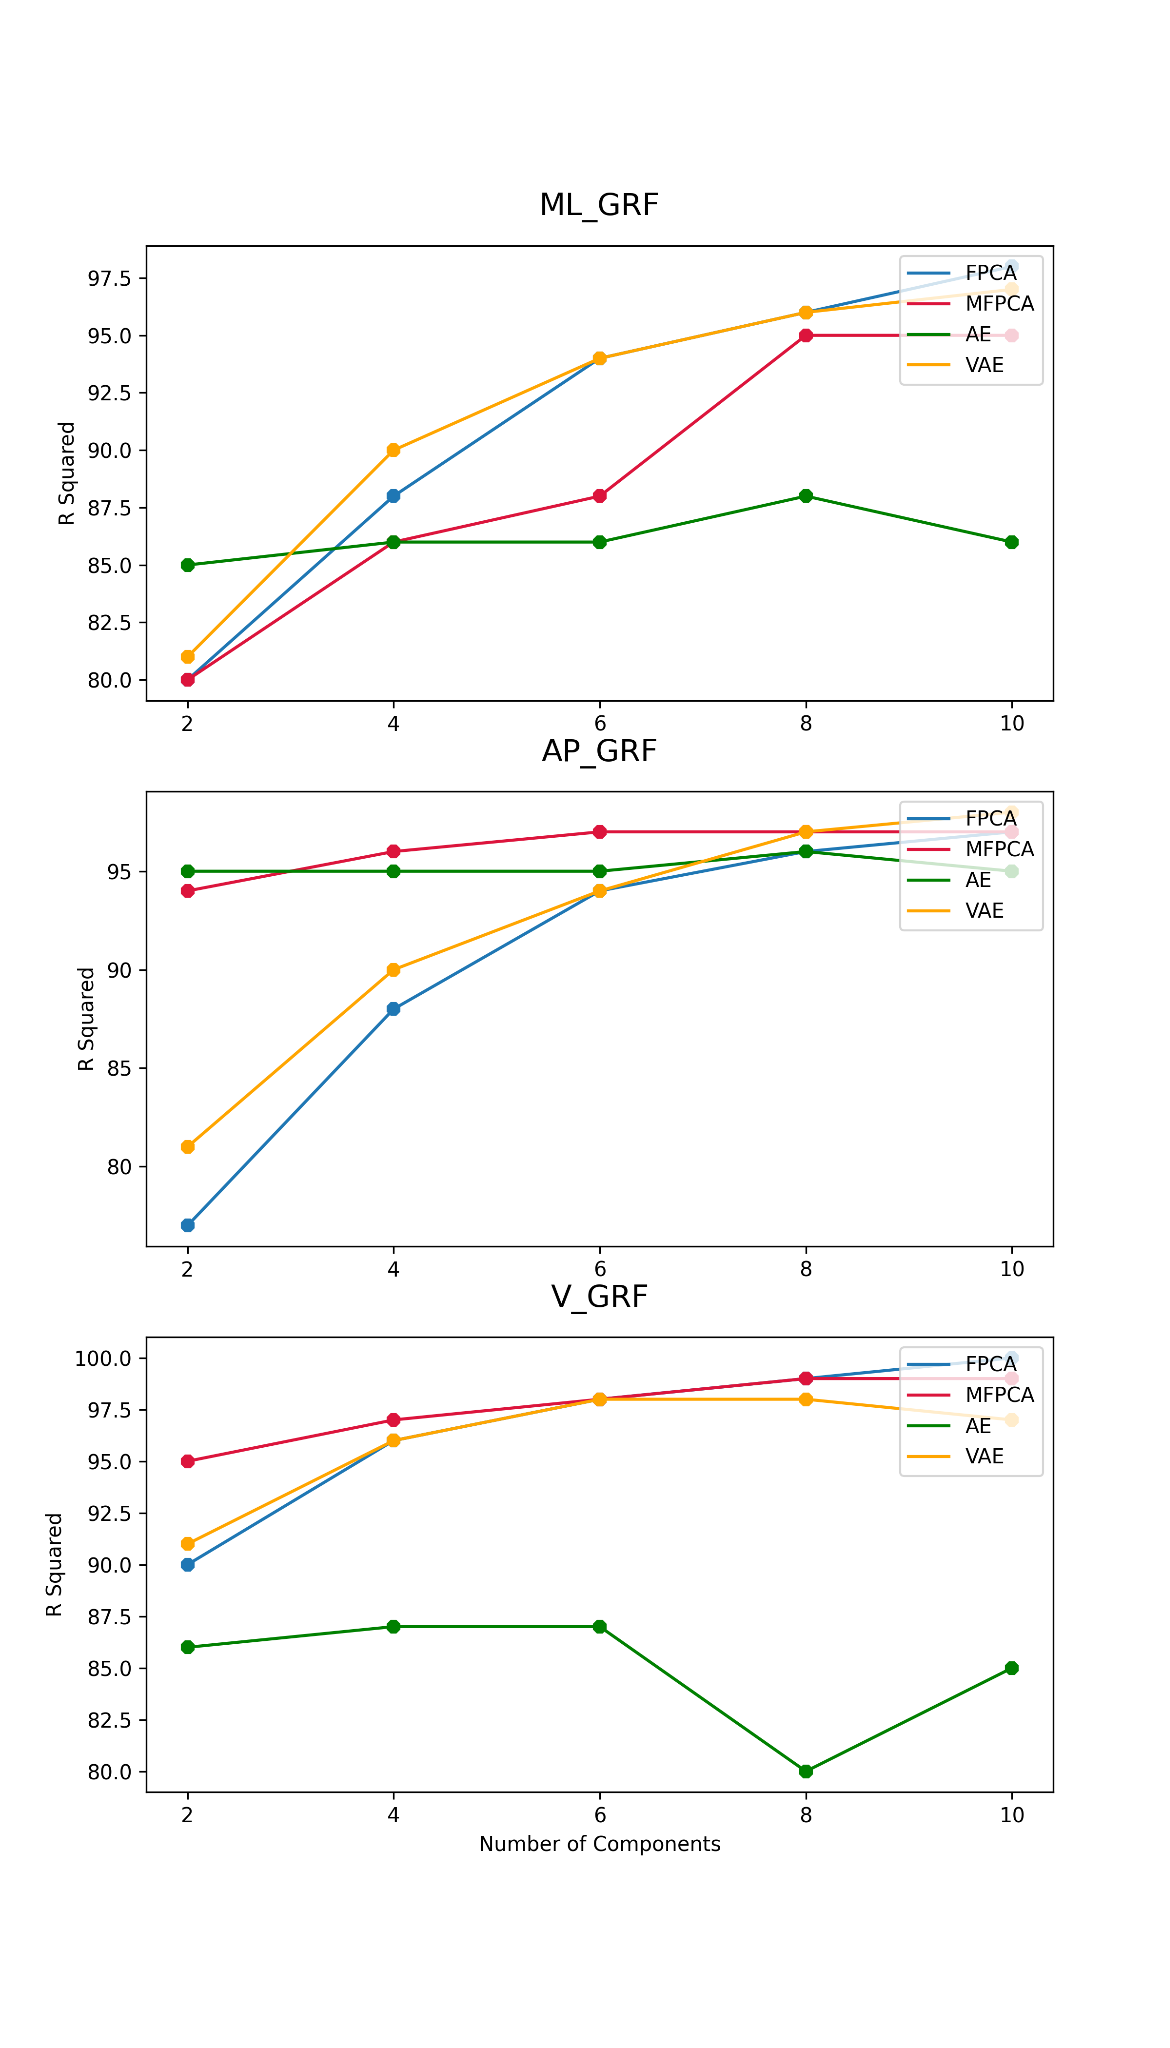 ML_GRF
97.5
95.0
92.5
90.0
87.5
85.0
82.5
80.0
R Squared
FPCA
MFPCA
AE
VAE
2 4 6 8 10
AP_GRF
95
90
85
80
R Squared
FPCA
MFPCA
AE
VAE
2 4 6 8 10
V_GRF
100.0
97.5
95.0
92.5
90.0
87.5
85.0
82.5
80.0
R Squared
FPCA
MFPCA
AE
VAE
2 4 6 8 10
Number of Components